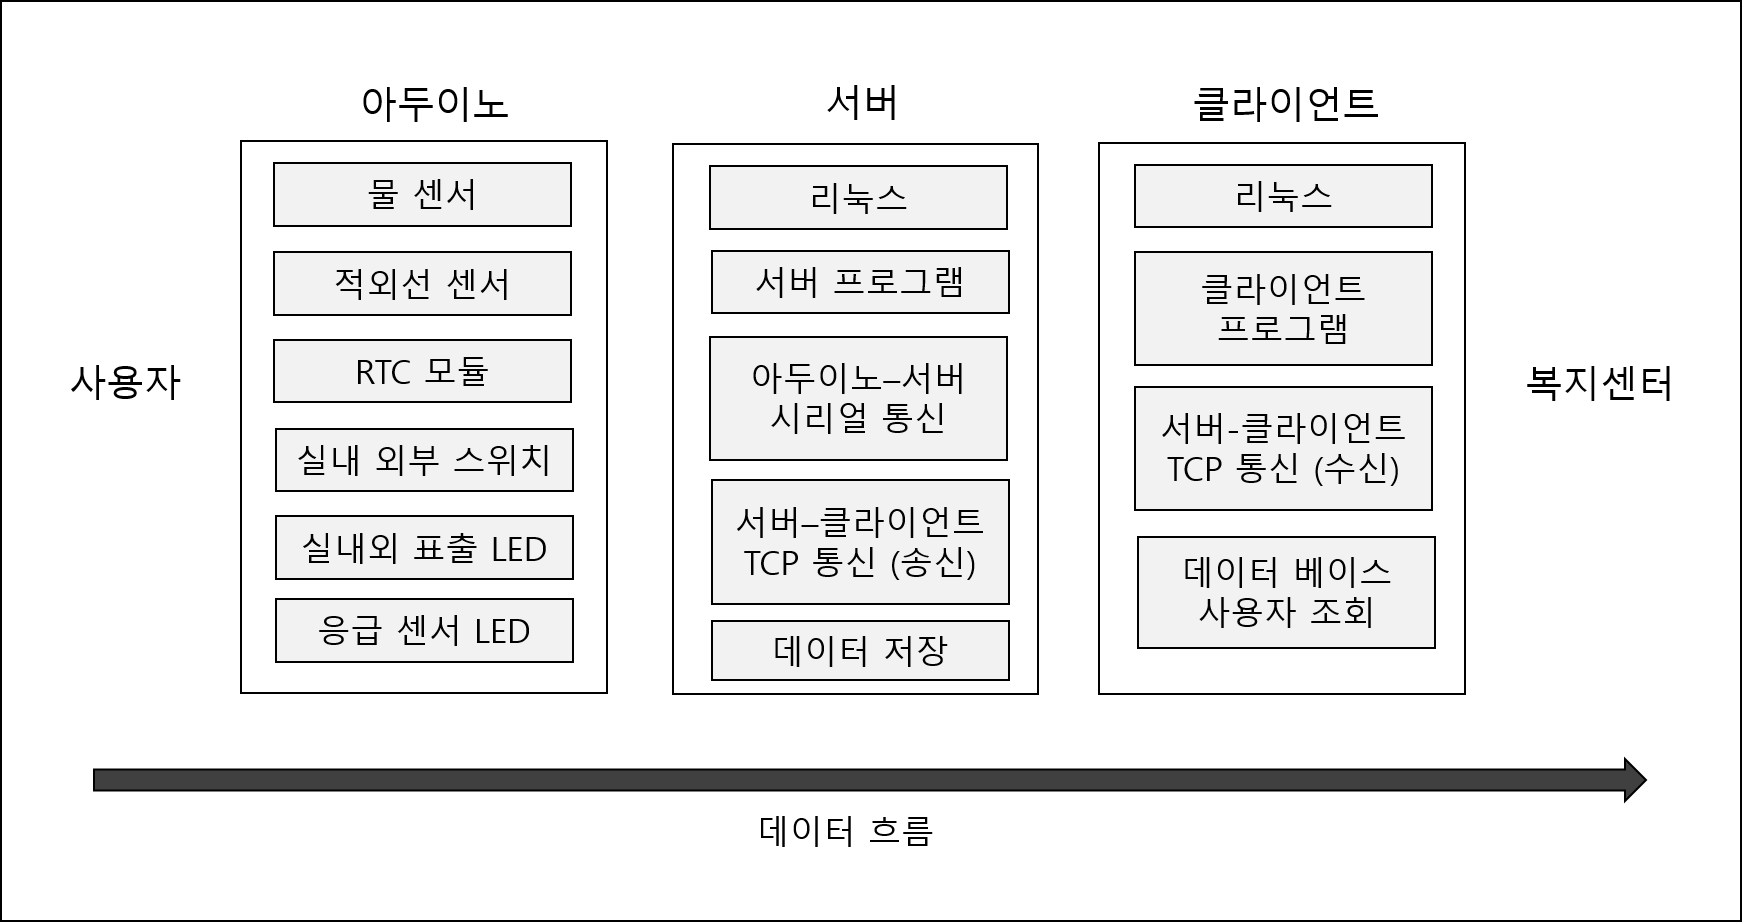 아두이노
서버
클라이언트
물 센서
적외선 센서
RTC 모듈
실내 외부 스위치
실내외 표출 LED
응급 센서 LED
리눅스
서버 프로그램
아두이노–서버
시리얼 통신
서버–클라이언트
TCP 통신 (송신)
데이터 저장
리눅스
클라이언트
프로그램
서버-클라이언트
TCP 통신 (수신)
데이터 베이스
사용자 조회
사용자
복지센터
데이터 흐름